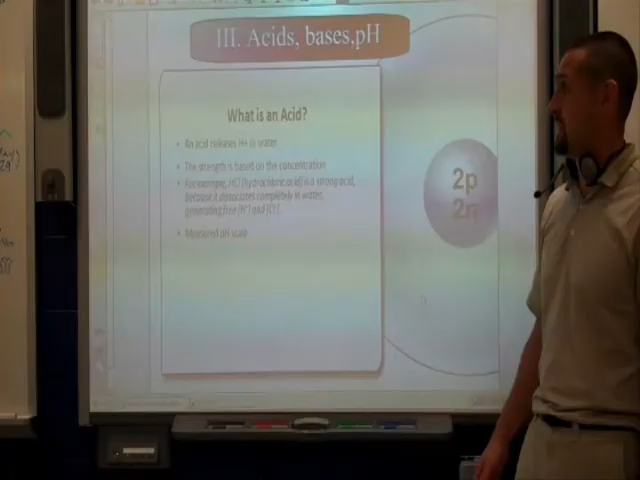 III. Acids, bases,pH
What is an Acid?
• An acid releases H+ in water
• The strength is based on the concentration
• For example, HCl (hydrochloric acid) is a strong acid,
because it dissociates completely in water,
generating free [H+] and [Cl-].
• Measured pH scale
2p
2n